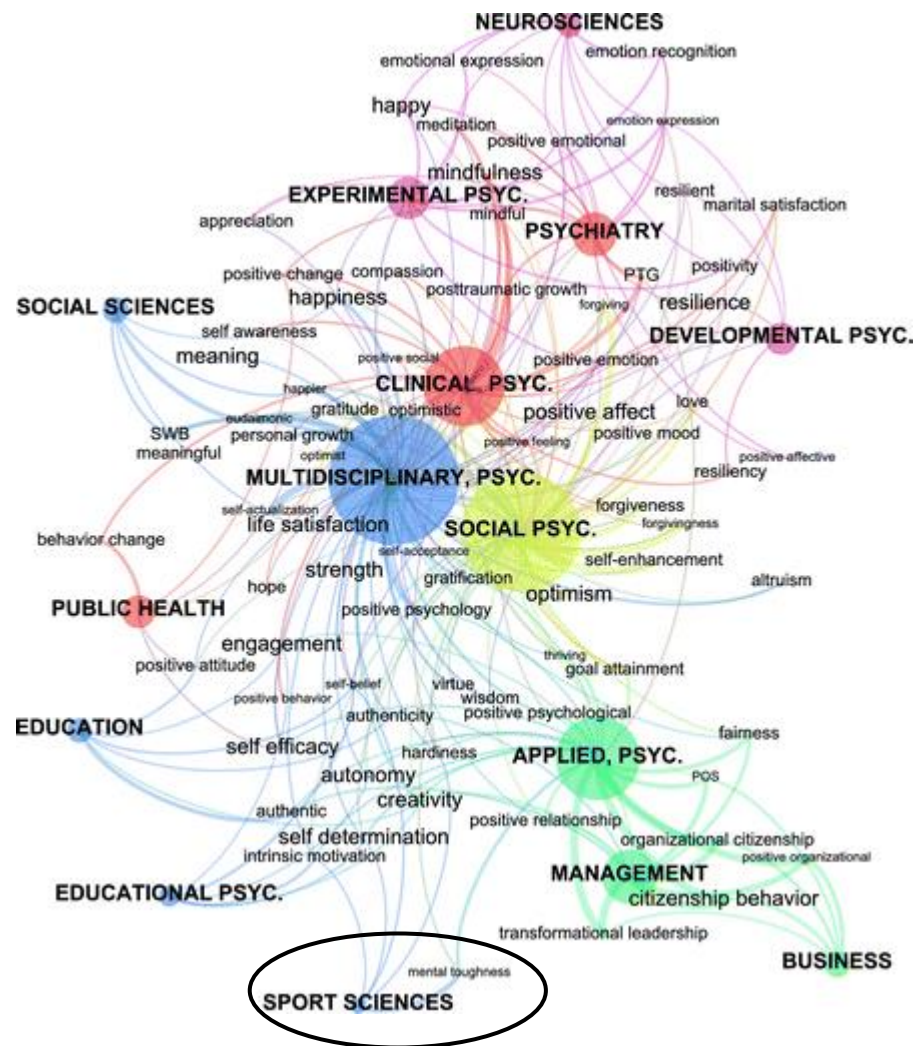 NEUROSCIENCES
emotional expression
emotion recognition
happy
meditation
emotion expression
positive emotional
mindfulness
EXPERIMENTAL PSYC.
resilient
marital satisfaction
appreciation
mindful
PSYCHIATRY
positive change
compassion
PTG
positivity
happiness
posttraumatic growth
forgiving
resilience
SOCIAL SCIENCES
self awareness
DEVELOPMENTAL PSYC.
meaning
positive social
positive emotion
CLINICAL, PSYC.
happier
gratitude
optimistic
positive affect
love
eudaimonic
SWB
personal growth
positive feeling
positive mood
meaningful
optimist
positive affective
MULTIDISCIPLINARY, PSYC.
resiliency
self-actualization
forgiveness
life satisfaction
SOCIAL PSYC.
forgivingness
behavior change
self-acceptance
self-enhancement
strength
gratification
altruism
hope
optimism
PUBLIC HEALTH
positive psychology
engagement
thriving
positive attitude
goal attainment
self-belief
virtue
positive behavior
wisdom
EDUCATION
authenticity
positive psychological
fairness
self efficacy
hardiness
APPLIED, PSYC.
autonomy
POS
authentic
creativity
positive relationship
self determination
organizational citizenship
intrinsic motivation
positive organizational
EDUCATIONAL PSYC.
MANAGEMENT
citizenship behavior
transformational leadership
BUSINESS
mental toughness
SPORT SCIENCES